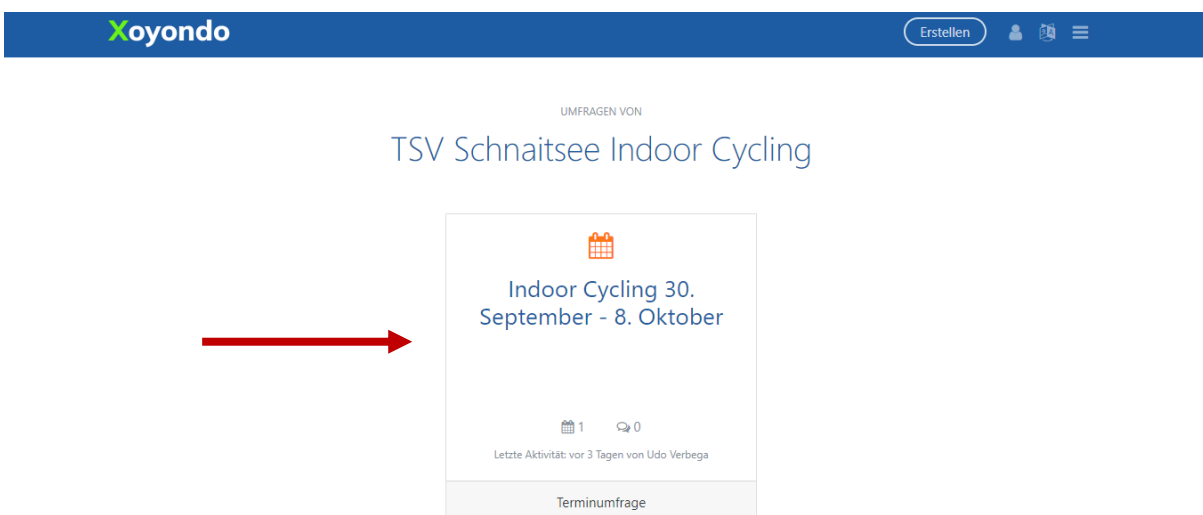 Xoyondo
Erstellen
UMFRAGEN VON
TSV Schnaitsee Indoor Cycling
Indoor Cycling 30.
September - 8. Oktober
1 0
Letzte Aktivität: vor 3 Tagen von Udo Verbega
Terminumfrage